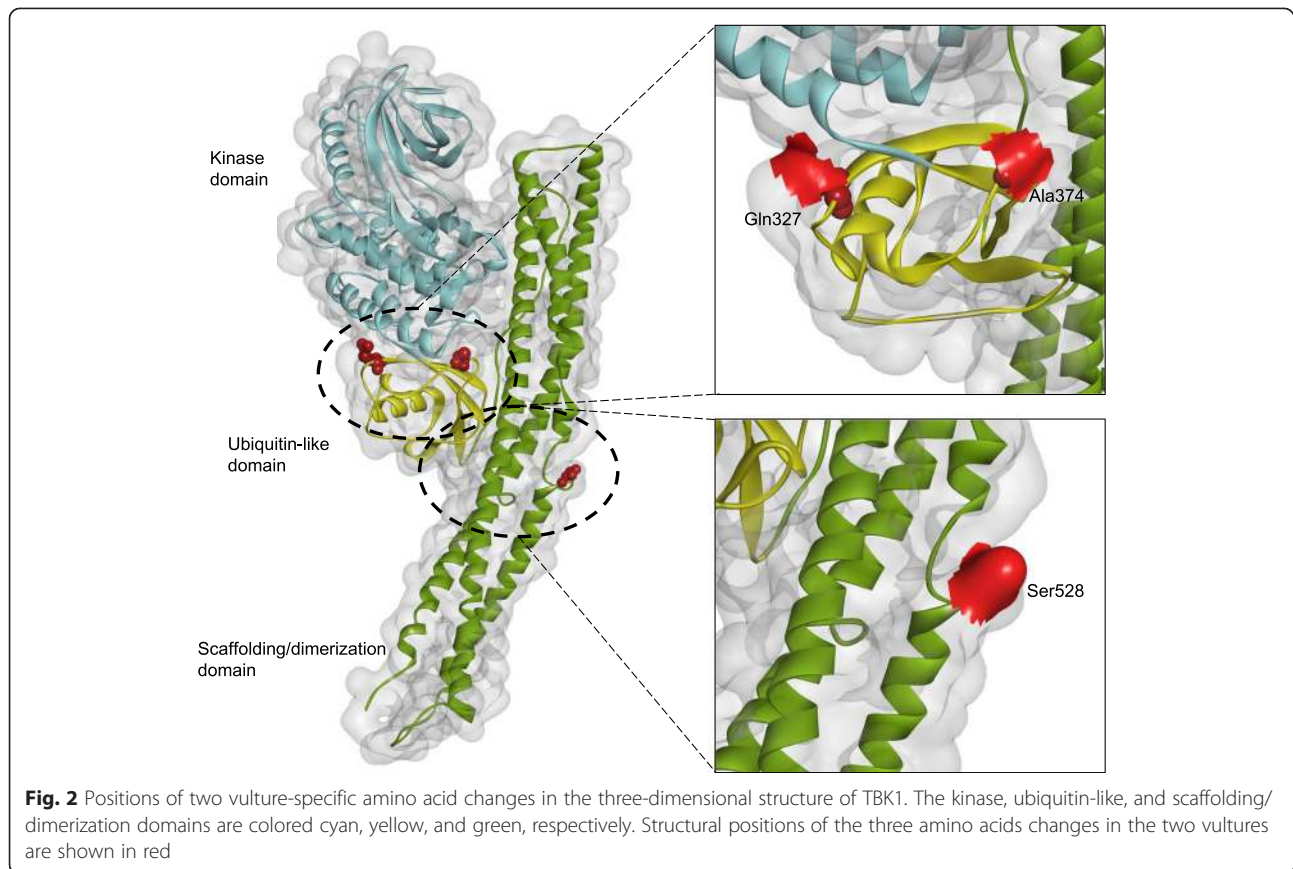 Kinase
domain
Gln327
Ala374
Ubiquitin-like
domain
Ser528
Scaffolding/dimerization
domain
Fig. 2 Positions of two vulture-specific amino acid changes in the three-dimensional structure of TBK1. The kinase, ubiquitin-like, and scaffolding/
dimerization domains are colored cyan, yellow, and green, respectively. Structural positions of the three amino acids changes in the two vultures
are shown in red